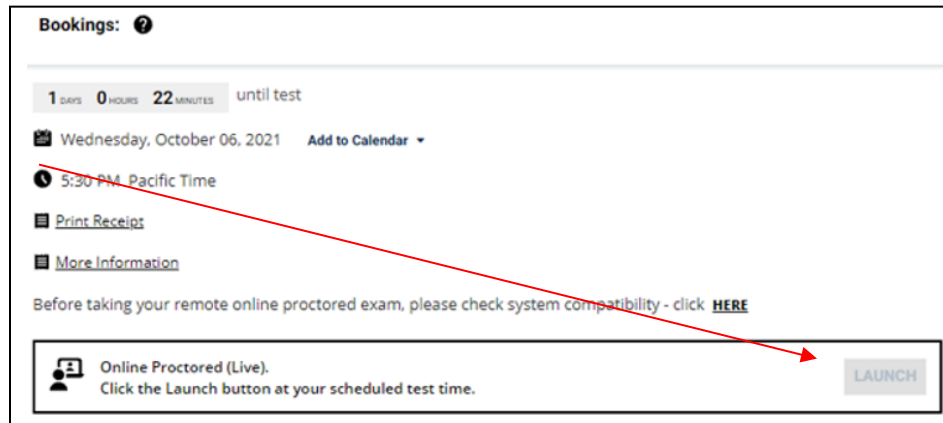 Bookings: ?
1 DAYS 0 HOURS 22 MINUTES until test
Wednesday, October 06, 2021 Add to Calendar
5:30 PM Pacific Time
Print Receipt
More Information
Before taking your remote online proctored exam, please check system compatibility - click HERE
Online Proctored (Live).
Click the Launch button at your scheduled test time.
LAUNCH